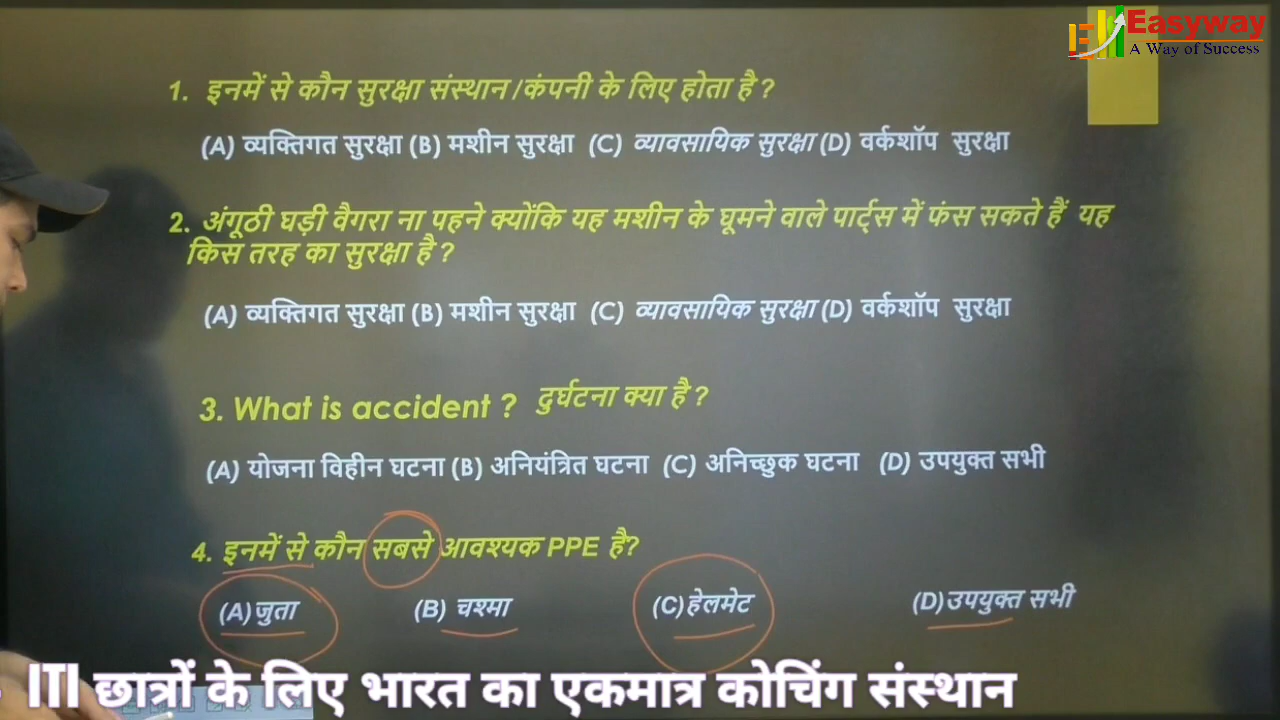 Easyway
A Way of Success
1. इनमें से कौन सुरक्षा संस्थान/कंपनी के लिए होता है?
(A) व्यक्तिगत सुरक्षा (B) मशीन सुरक्षा (C) व्यावसायिक सुरक्षा (D) वर्कशॉप सुरक्षा
2. अंगूठी घड़ी वैगरा ना पहने क्योंकि यह मशीन के घूमने वाले पार्ट्स में फंस सकते हैं यह
किस तरह का सुरक्षा है?
(A) व्यक्तिगत सुरक्षा (B) मशीन सुरक्षा (C) व्यावसायिक सुरक्षा (D) वर्कशॉप सुरक्षा
3. What is accident ? दुर्घटना क्या है?
(A) योजना विहीन घटना (B) अनियंत्रित घटना (C) अनिच्छुक घटना (D) उपयुक्त सभी
4. इनमें से कौन सबसे आवश्यक PPE है?
(A) जुता (B) चश्मा (C) हेलमेट (D) उपयुक्त सभी
ITI छात्रों के लिए भारत का एकमात्र कोचिंग संस्थान